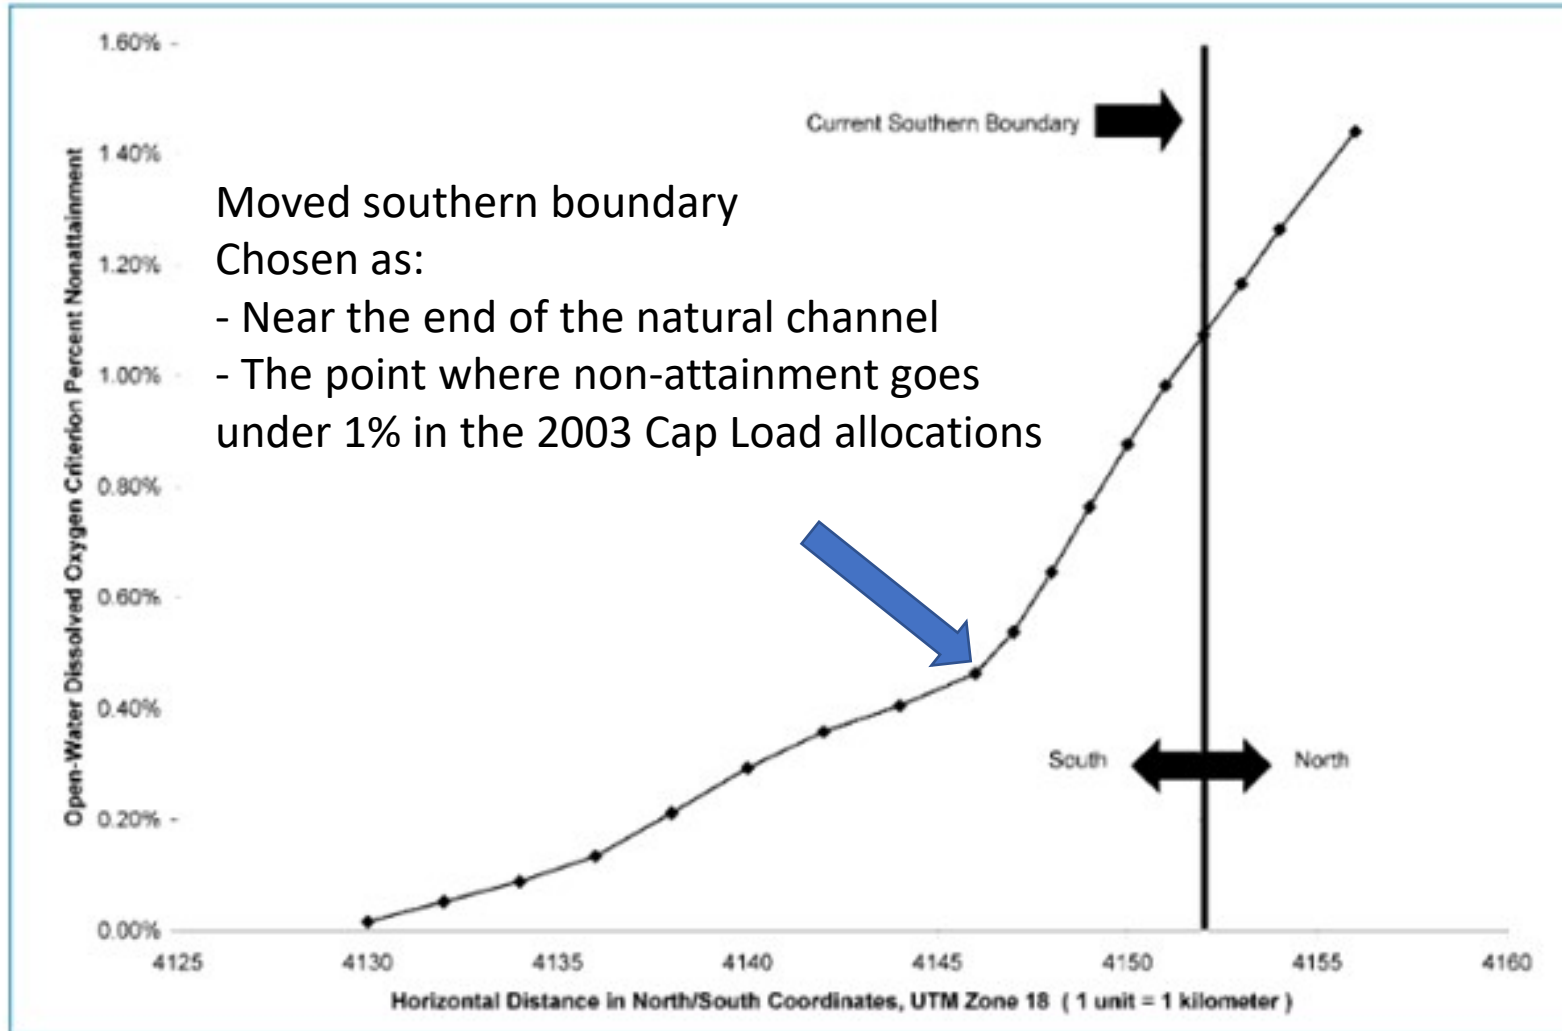 1.60%
Current Southern Boundary
1.40%
Moved southern boundary
Chosen as:
- Near the end of the natural channel
- The point where non-attainment goes
under 1% in the 2003 Cap Load allocations
1.20%
1.00%
0.80%
0.60%
0.40%
0.20%
0.00%
Open-Water Dissolved Oxygen Criterion Percent Nonattainment
South
North
4125 4130 4135 4140 4145 4150 4155 4160
Horizontal Distance in North/South Coordinates, UTM Zone 18 ( 1 unit = 1 kilometer )